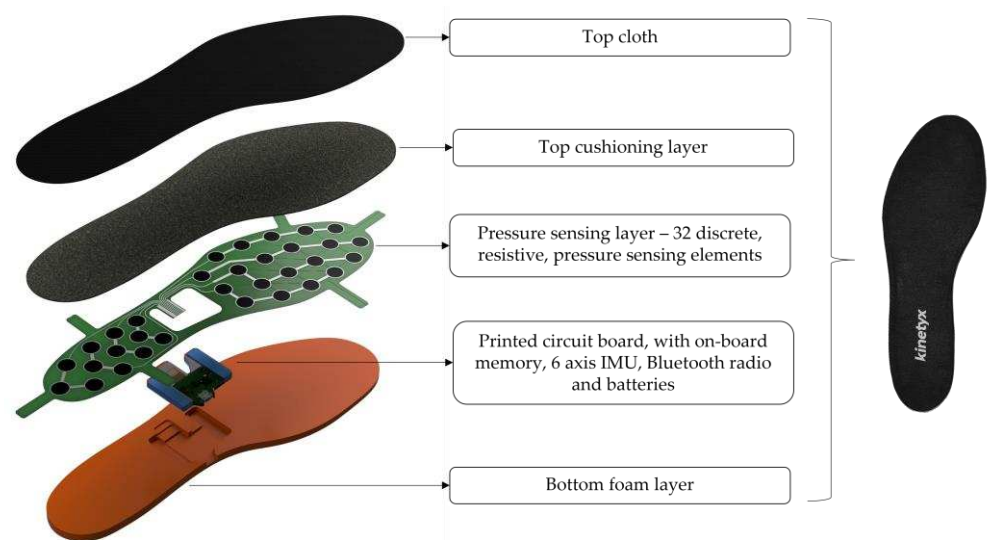 Top cloth
Top cushioning layer
Pressure sensing layer – 32 discrete,
resistive, pressure sensing elements
Printed circuit board, with on-board
memory, 6 axis IMU, Bluetooth radio
and batteries
Bottom foam layer
kinetyx